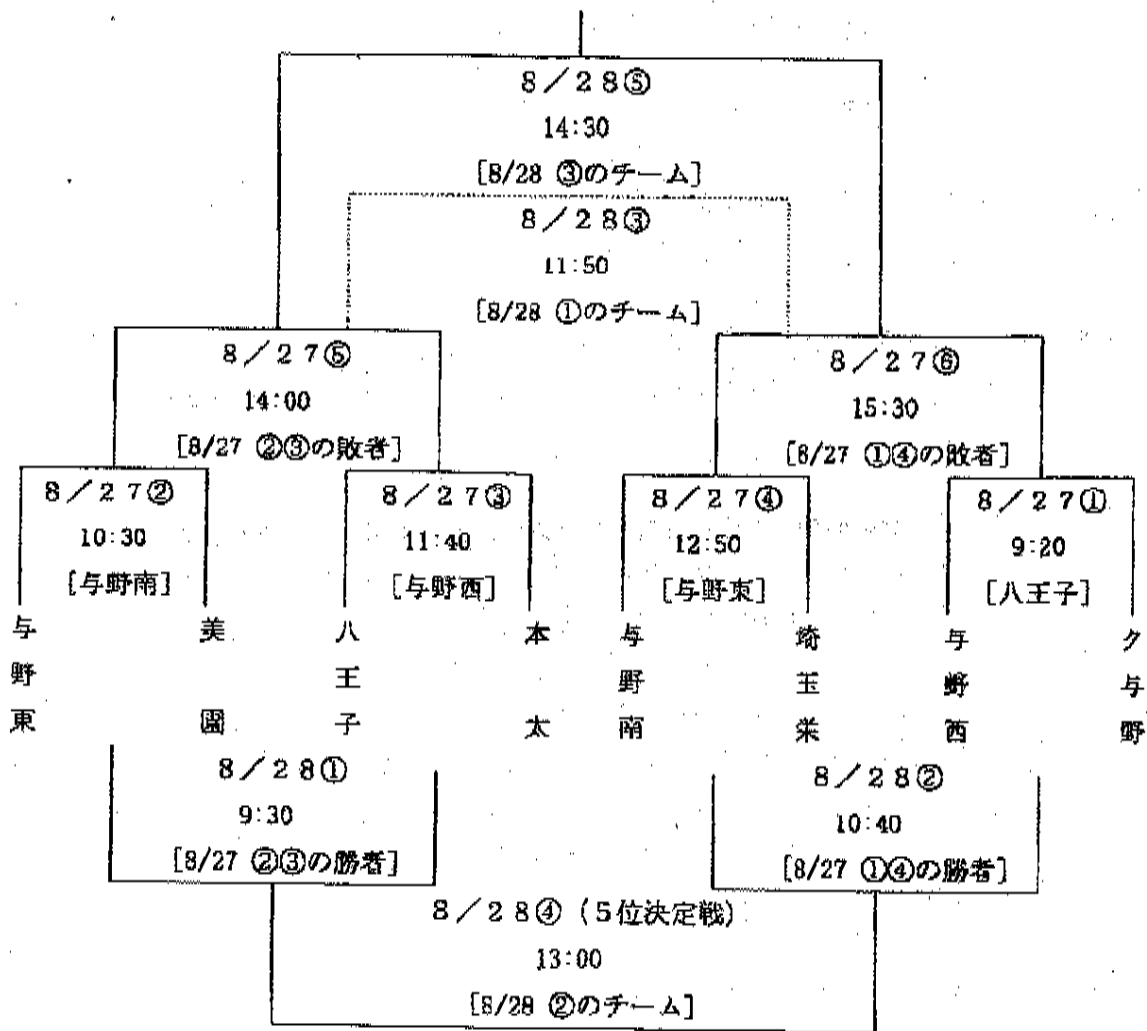 8／28⑤
14:30
[8/28 ③のチーム]
8／28③
11:50
[8/28 ①のチーム]
8／27⑤
14:00
[8/27 ②③の敗者]
8／27⑥
15:30
[8/27 ①④の敗者]
8／27②
10:30
[与野南]
8／27③
11:40
[与野西]
8／27④
12:50
[与野東]
8／27①
9:20
[八王子]
与野東
美園
八王子
本太
与野南
埼玉栄
与野西
ク与野
8／28①
9:30
[8/27 ②③の勝者]
8／28②
10:40
[8/27 ①④の勝者]
8／28④（5位決定戦）
13:00
[8/28 ②のチーム]